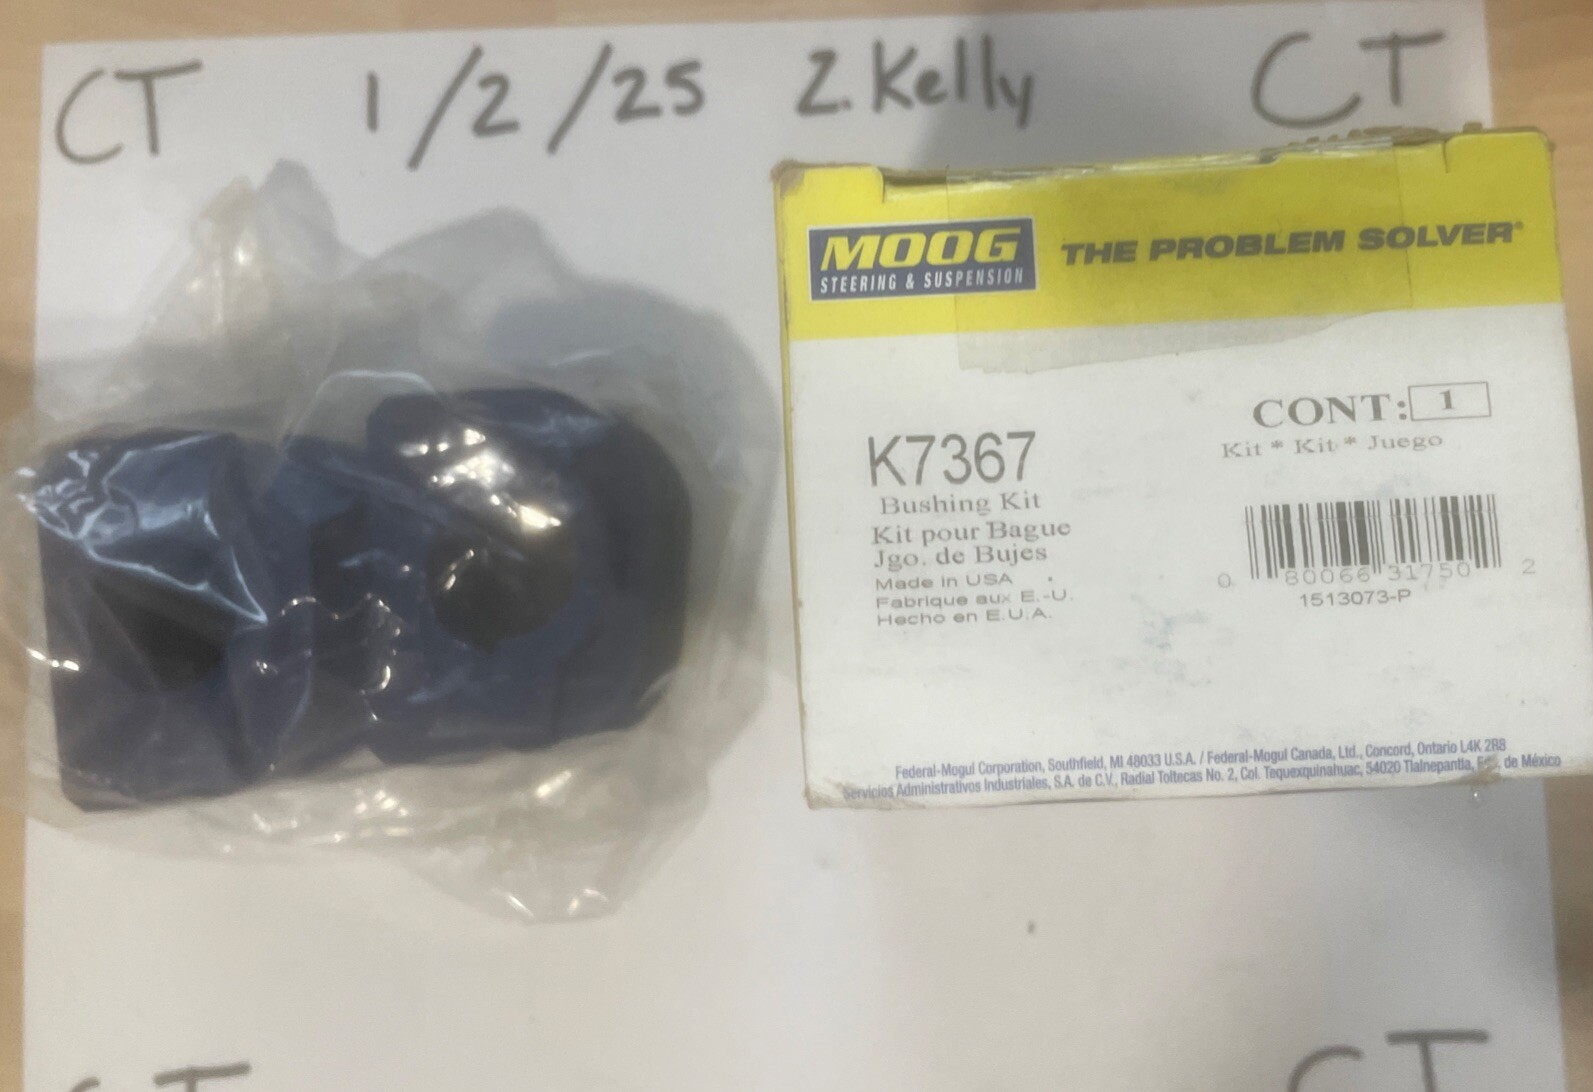 CT 1/2/25 Z. Kelly CT
MOOG
STEERING & SUSPENSION
THE PROBLEM SOLVER®
CONT: 1
Kit * Kit * Juego
K7367
Bushing Kit
Kit pour Bague
Jgo. de Bujes
Made in USA
Fabrique aux E.-U.
Hecho en E.U.A.
0 80066 31750 2
1513073-P
Federal-Mogul Corporation, Southfield, MI 48033 U.S.A. / Federal-Mogul Canada, Ltd., Concord, Ontario L4K 2R8
Servicios Administrativos Industriales, S.A. de C.V., Radial Toltecas No. 2, Col. Tequexquinahuac, 54020 Tlalnepantla, de México
CT CT